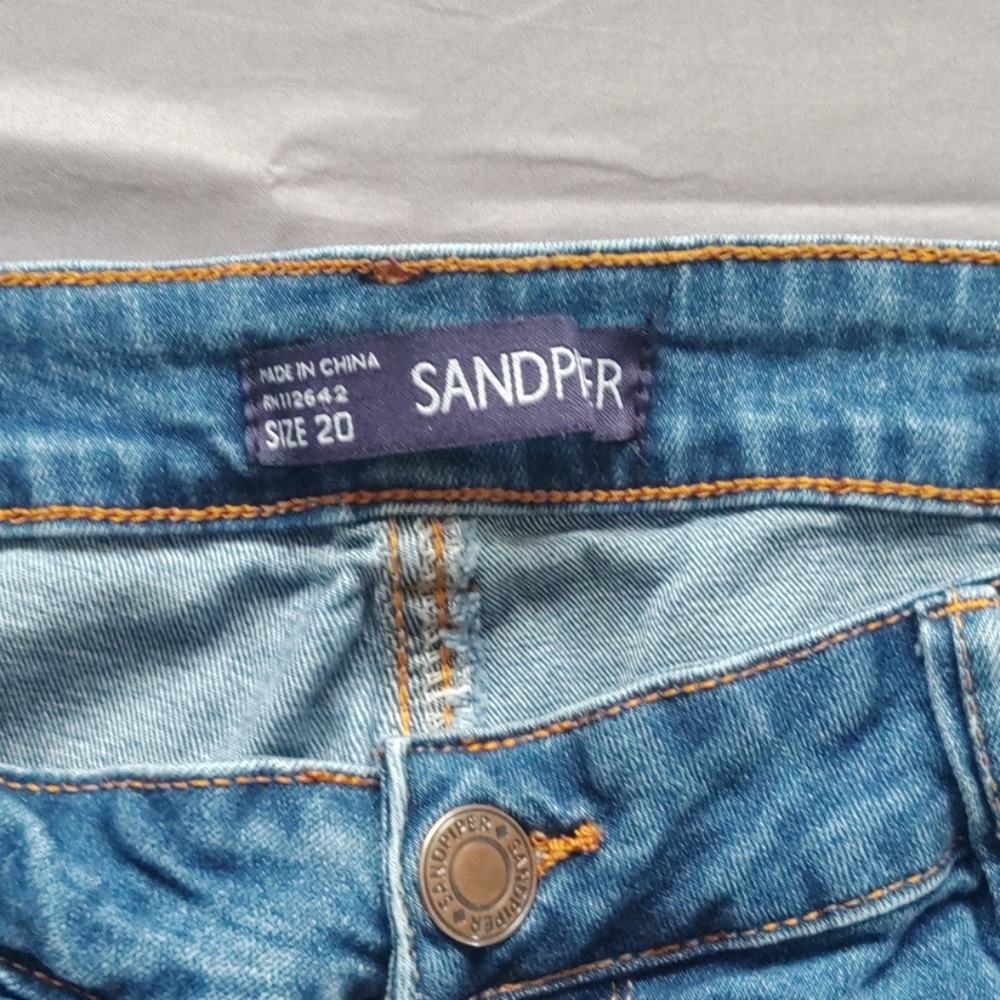 MADE IN CHINA
RN112642
SIZE 20
SANDPIPER
SANDPIPER SANDPIPER